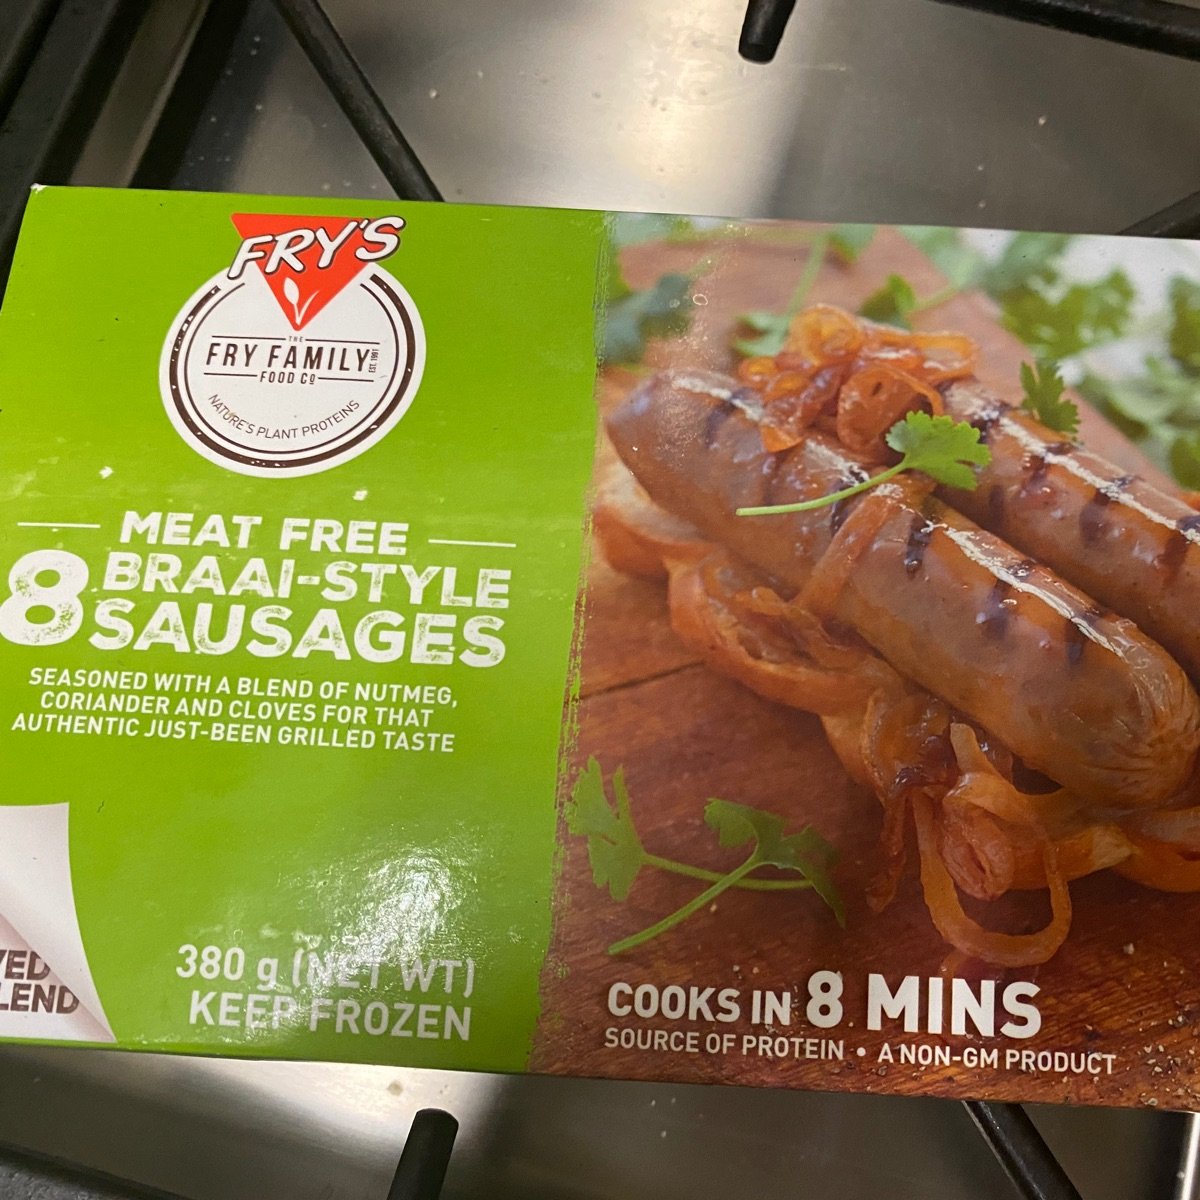 FRY'S
THE
FRY FAMILY
EST. 1991
FOOD CO
NATURE'S PLANT PROTEINS
MEAT FREE
8 BRAAI-STYLE
SAUSAGES
SEASONED WITH A BLEND OF NUTMEG,
CORIANDER AND CLOVES FOR THAT
AUTHENTIC JUST-BEEN GRILLED TASTE
VED
LEND
380 g (NET WT)
KEEP FROZEN
COOKS IN 8 MINS
SOURCE OF PROTEIN • A NON-GM PRODUCT